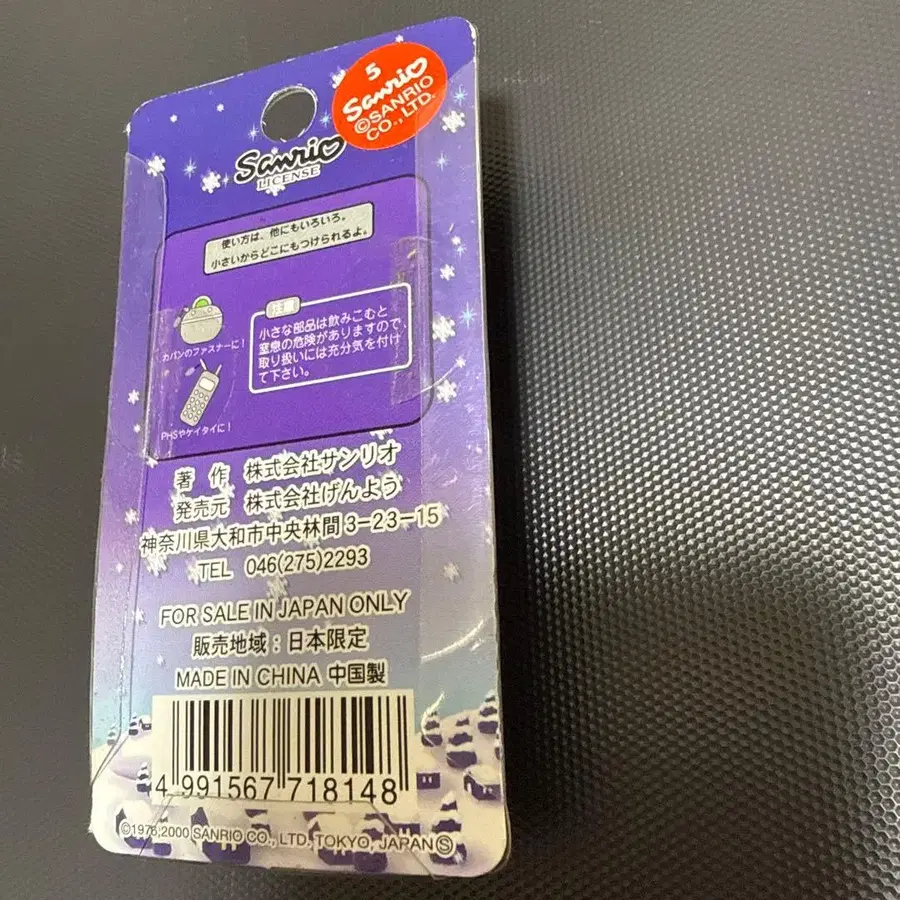 5
Sanrio
©SANRIO
CO., LTD.
Sanrio
LICENSE
使い方は、他にもいろいろ。
小さいからどこにもつけられるよ。
注意
小さな部品は飲みこむと
窒息の危険がありますので、
取り扱いには充分気を付け
て下さい。
カバンのファスナーに!
PHSやケイタイに!
著 作 株式会社サンリオ
発売元 株式会社げんよう
神奈川県大和市中央林間3-23-15
TEL 046(275)2293
FOR SALE IN JAPAN ONLY
販売地域:日本限定
MADE IN CHINA 中国製
4 991567 718148
©1976,2000 SANRIO CO., LTD, TOKYO, JAPAN Ⓢ